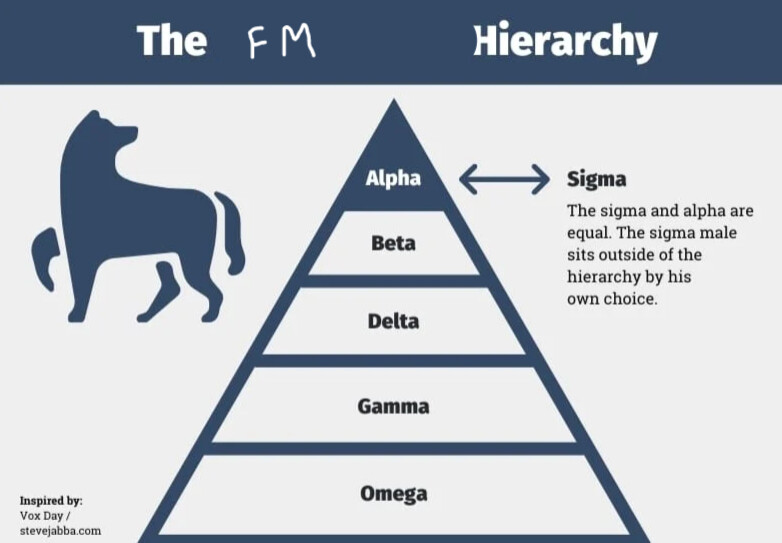 The FM Hierarchy
Alpha
Sigma
The sigma and alpha are
equal. The sigma male
sits outside of the
hierarchy by his
own choice.
Beta
Delta
Gamma
Omega
Inspired by:
Vox Day /
stevejabba.com